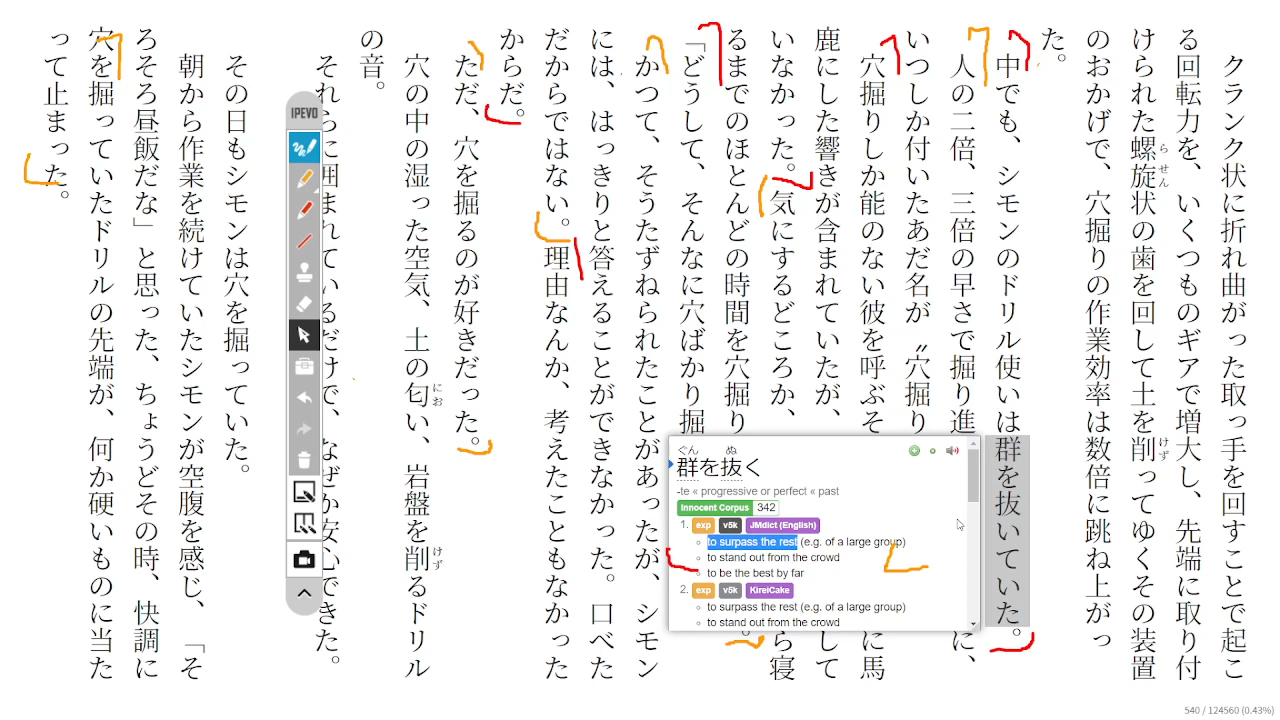 クランク状に折れ曲がった取っ手を回すことで起こ
る回転力を、いくつものギアで増大し、先端に取り付
けられた螺旋状の歯を回して土を削ってゆくその装置
らせん
けず
のおかげで、穴掘りの作業効率は数倍に跳ね上がっ
た。
中でも、シモンのドリル使いは群を抜いていた。
人の二倍、三倍の早さで掘り進 に、
いつしか付いたあだ名が〝穴掘り
穴掘りしか能のない彼を呼ぶそ に馬
鹿にした響きが含まれていたが、 して
いなかった。気にするどころか、 ら寝
るまでのほとんどの時間を穴掘り
「どうして、そんなに穴ばかり掘
かつて、そうたずねられたことがあったが、シモン
には、はっきりと答えることができなかった。口べた
だからではない。理由なんか、考えたこともなかった
からだ。
ただ、穴を掘るのが好きだった。
穴の中の湿った空気、土の匂い、岩盤を削るドリル
にお
けず
の音。
それらに囲まれているだけで、なぜか安心できた。
その日もシモンは穴を掘っていた。
朝から作業を続けていたシモンが空腹を感じ、「そ
ろそろ昼飯だな」と思った、ちょうどその時、快調に
穴を掘っていたドリルの先端が、何か硬いものに当た
って止まった。
IPEVO
ぐん ぬ
群を抜く
-te « progressive or perfect « past
Innocent Corpus 342
1. exp v5k JMdict (English)
to surpass the rest (e.g. of a large group)
to stand out from the crowd
to be the best by far
2. exp v5k KireiCake
to surpass the rest (e.g. of a large group)
to stand out from the crowd
540 / 124560 (0.43%)